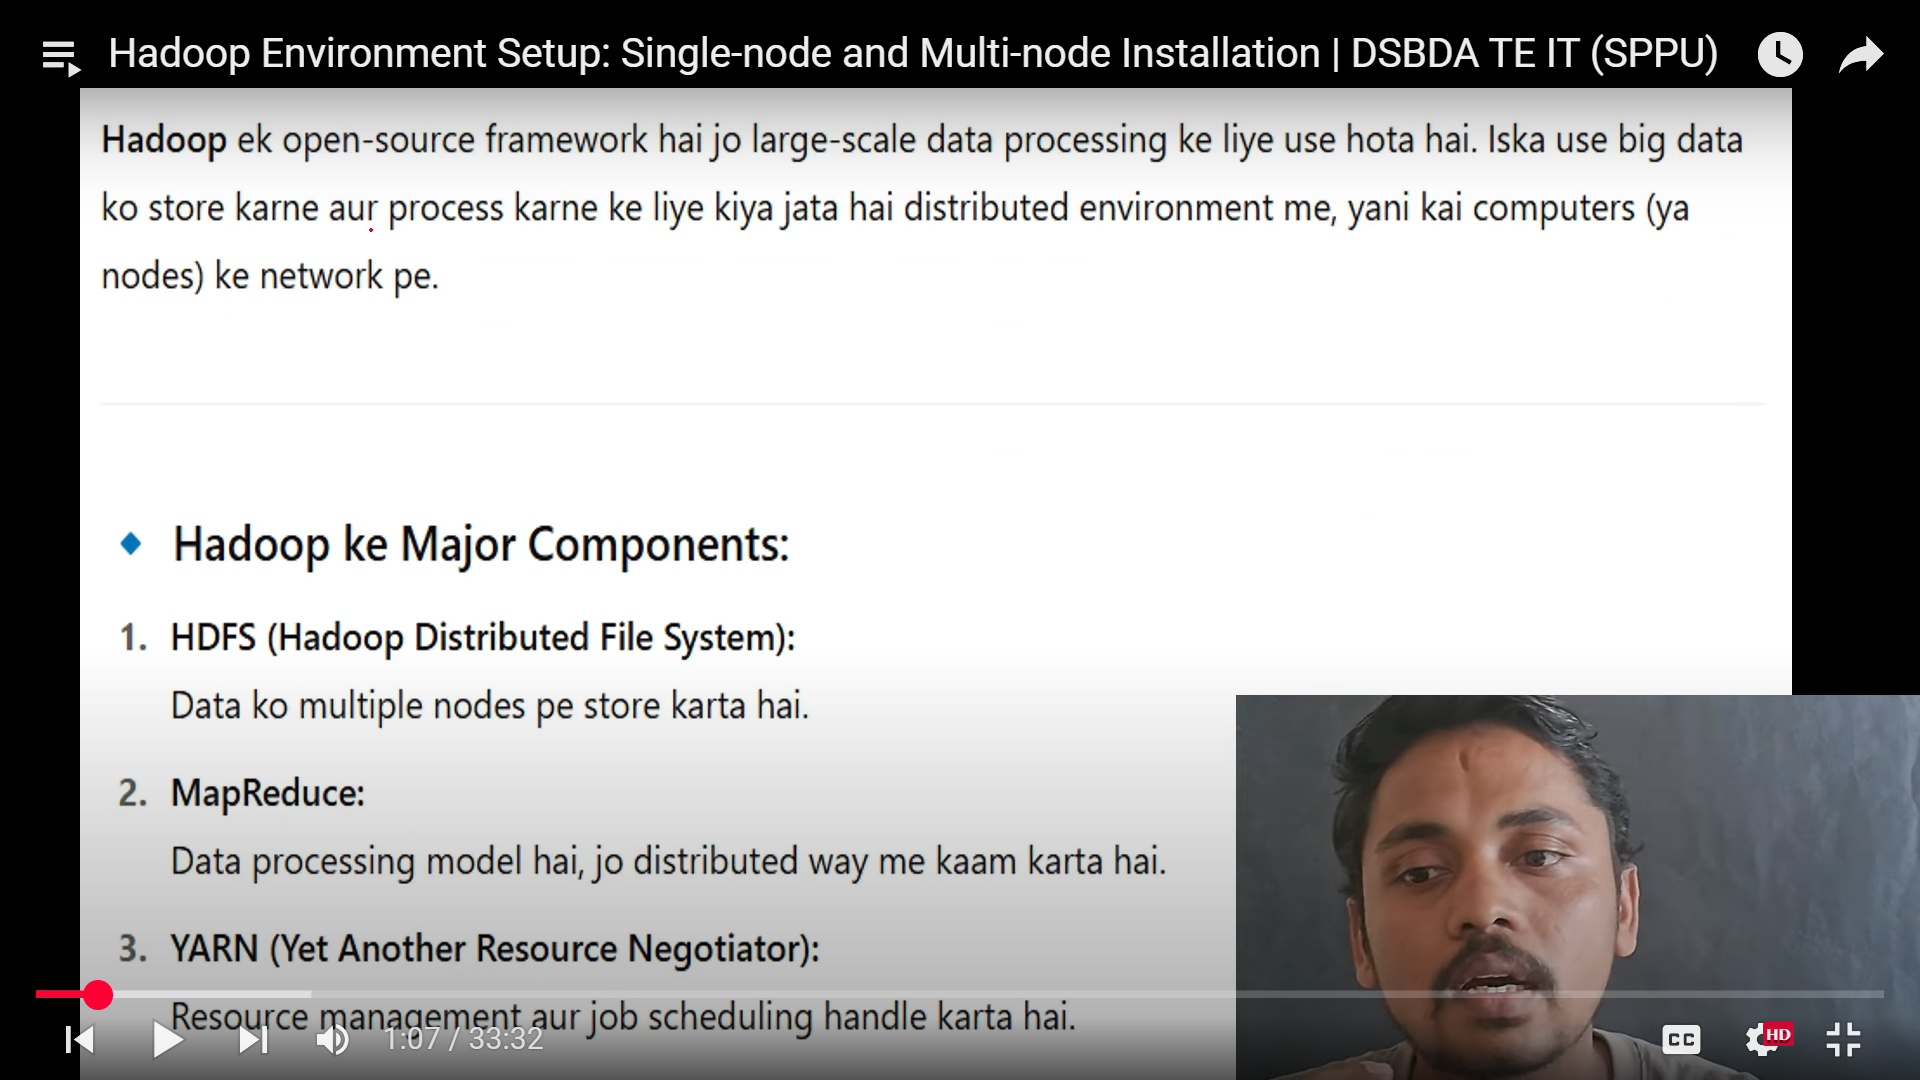 Hadoop Environment Setup: Single-node and Multi-node Installation | DSBDA TE IT (SPPU)
Hadoop ek open-source framework hai jo large-scale data processing ke liye use hota hai. Iska use big data
ko store karne aur process karne ke liye kiya jata hai distributed environment me, yani kai computers (ya
nodes) ke network pe.
Hadoop ke Major Components:
1. HDFS (Hadoop Distributed File System):
Data ko multiple nodes pe store karta hai.
2. MapReduce:
Data processing model hai, jo distributed way me kaam karta hai.
3. YARN (Yet Another Resource Negotiator):
Resource management aur job scheduling handle karta hai.
1:07 / 33:32
CC
HD